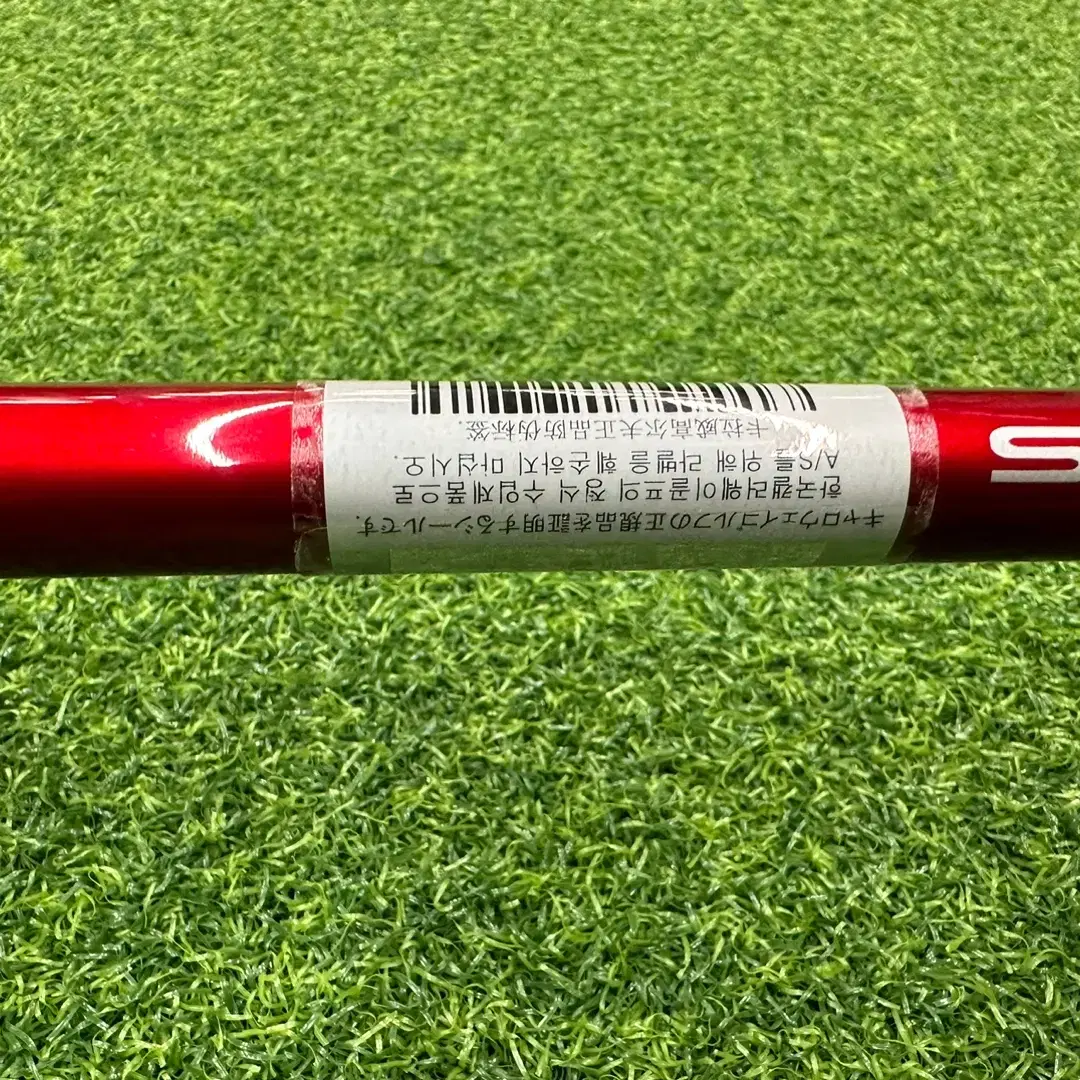 キャロウェイゴルフの正規品を証明するシールです.
한국캘러웨이골프의 정식 수입제품으로
A/S를 위해 라벨을 훼손하지 마십시오.
卡拉威高尔夫正品防伪标签.
S